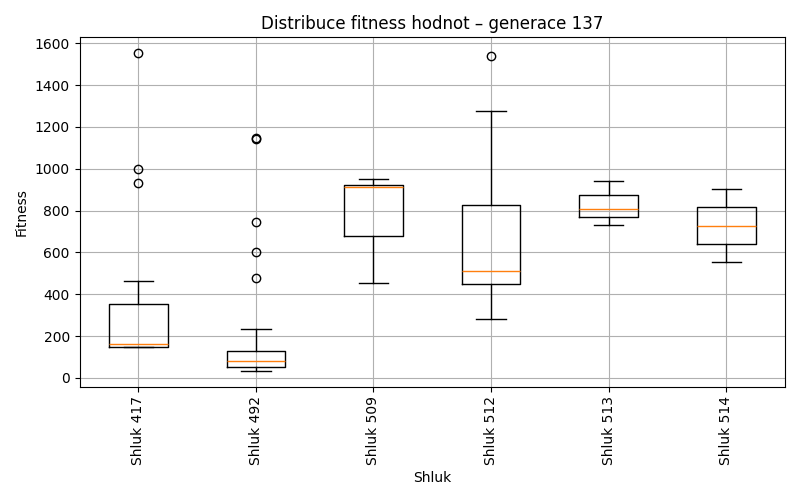 Distribuce fitness hodnot – generace 137
Fitness
1600
1400
1200
1000
800
600
400
200
0
Shluk 417
Shluk 492
Shluk 509
Shluk 512
Shluk 513
Shluk 514
Shluk